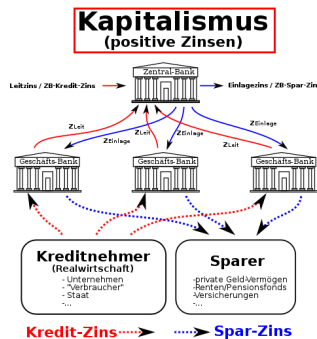 Kapitalismus
(positive Zinsen)
Zentral-Bank
Leitzins / ZB-Kredit-Zins
Einlagezins / ZB-Spar-Zins
zLeit
zEinlage
zLeit
zEinlage
zEinlage
zLeit
Geschäfts-Bank
Geschäfts-Bank
Geschäfts-Bank
Kreditnehmer
(Realwirtschaft)
- Unternehmen
- "Verbraucher"
- Staat
-...
Sparer
-private Geld-Vermögen
-Renten/Pensionsfonds
-Versicherungen
-...
Kredit-Zins
Spar-Zins